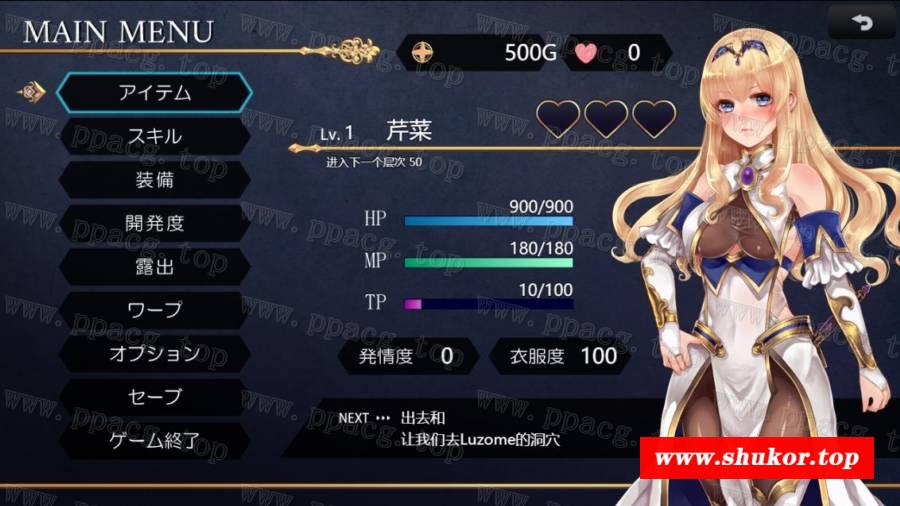 MAIN MENU
500G
0
アイテム
スキル
装備
開発度
露出
ワープ
オプション
セーブ
ゲーム終了
Lv.1 芹菜
进入下一个层次 50
HP 900/900
MP 180/180
TP 10/100
発情度 0
衣服度 100
NEXT ··· 出去和
让我们去Luzome的洞穴
www.shukor.top
www.ppacg.top